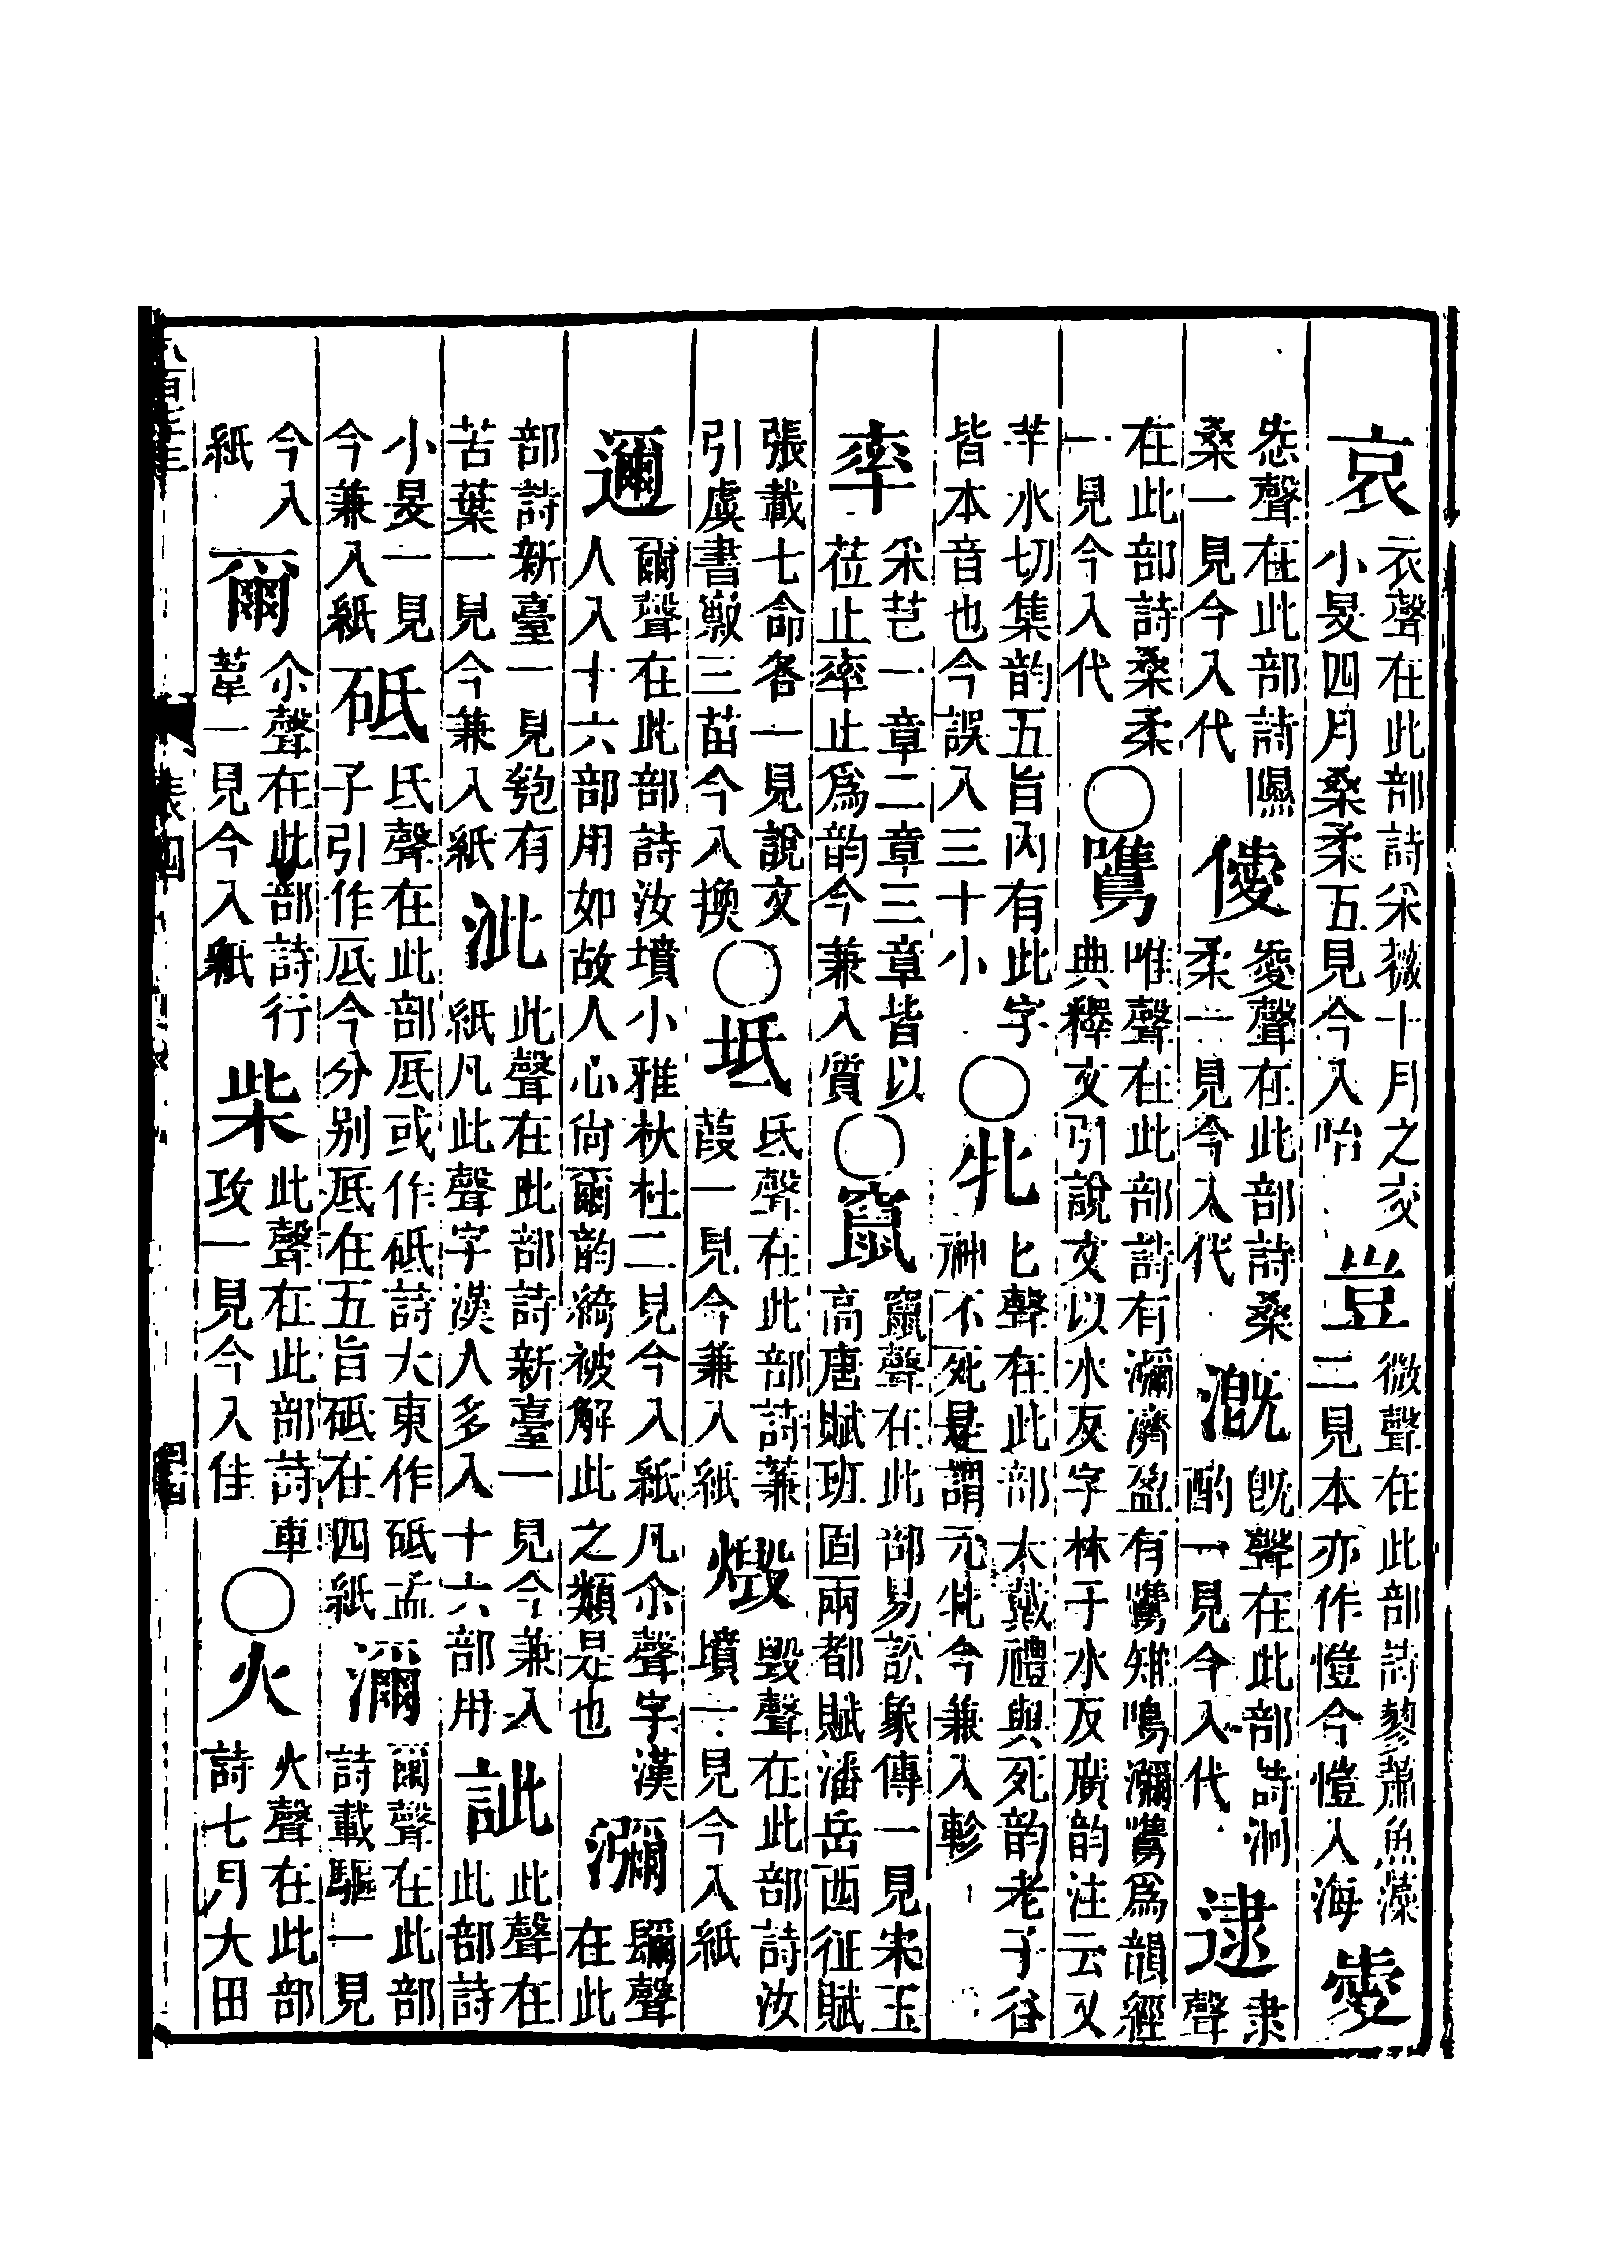 哀衣聲在此部詩采薇十月之交小旻四月桑柔五見今入咍豈微聲在此部詩蓼蕭魚藻二見本亦作愷今愷入海愛
㤅聲在此部詩隰桑一見今入代僾愛聲在此部詩桑柔一見今入代溉旣聲在此部詩泂酌一見今入代逮隶聲
在此部詩桑柔一見今入代○鷕唯聲在此部詩有瀰濟盈有鷕雉鳴瀰鷕爲韻經典釋文引說文以水反字林于水反廣韵注云又
羋水切集韵五旨內有此字皆本音也今誤入三十小○牝匕聲在此部大戴禮與死韵老子谷神不死是謂元牝今兼入軫
率采芑一章二章三章皆以莅止率止爲韵今兼入質○竄竄聲在此部易訟象傳一見宋玉高唐賦班固兩都賦潘岳西征賦
張載七命各一見說文引虞書三苗今入換○坻氐聲在此部詩蒹葭一見今兼入紙燬毀聲在此部詩汝墳一見今入紙
邇爾聲在此部詩汝墳小雅杕杜二見今入紙凡尒聲字漢人入十六部用如故人心尙爾韵綺被解此之類是也瀰镾聲在此
部詩新臺一見匏有苦葉一見今兼入紙泚此聲在此部詩新臺一見今兼入紙凡此聲字漢人多入十六部用訿此聲在此部詩
小旻一見今兼入紙砥氐聲在此部厎或作砥詩大東作砥孟子引作厎今分别厎在五旨砥在四紙濔爾聲在此部詩載驅一見
今入紙爾尒聲在此部詩行葦一見今入紙柴此聲在此部詩車攻一見今入佳○火火聲在此部詩七月大田